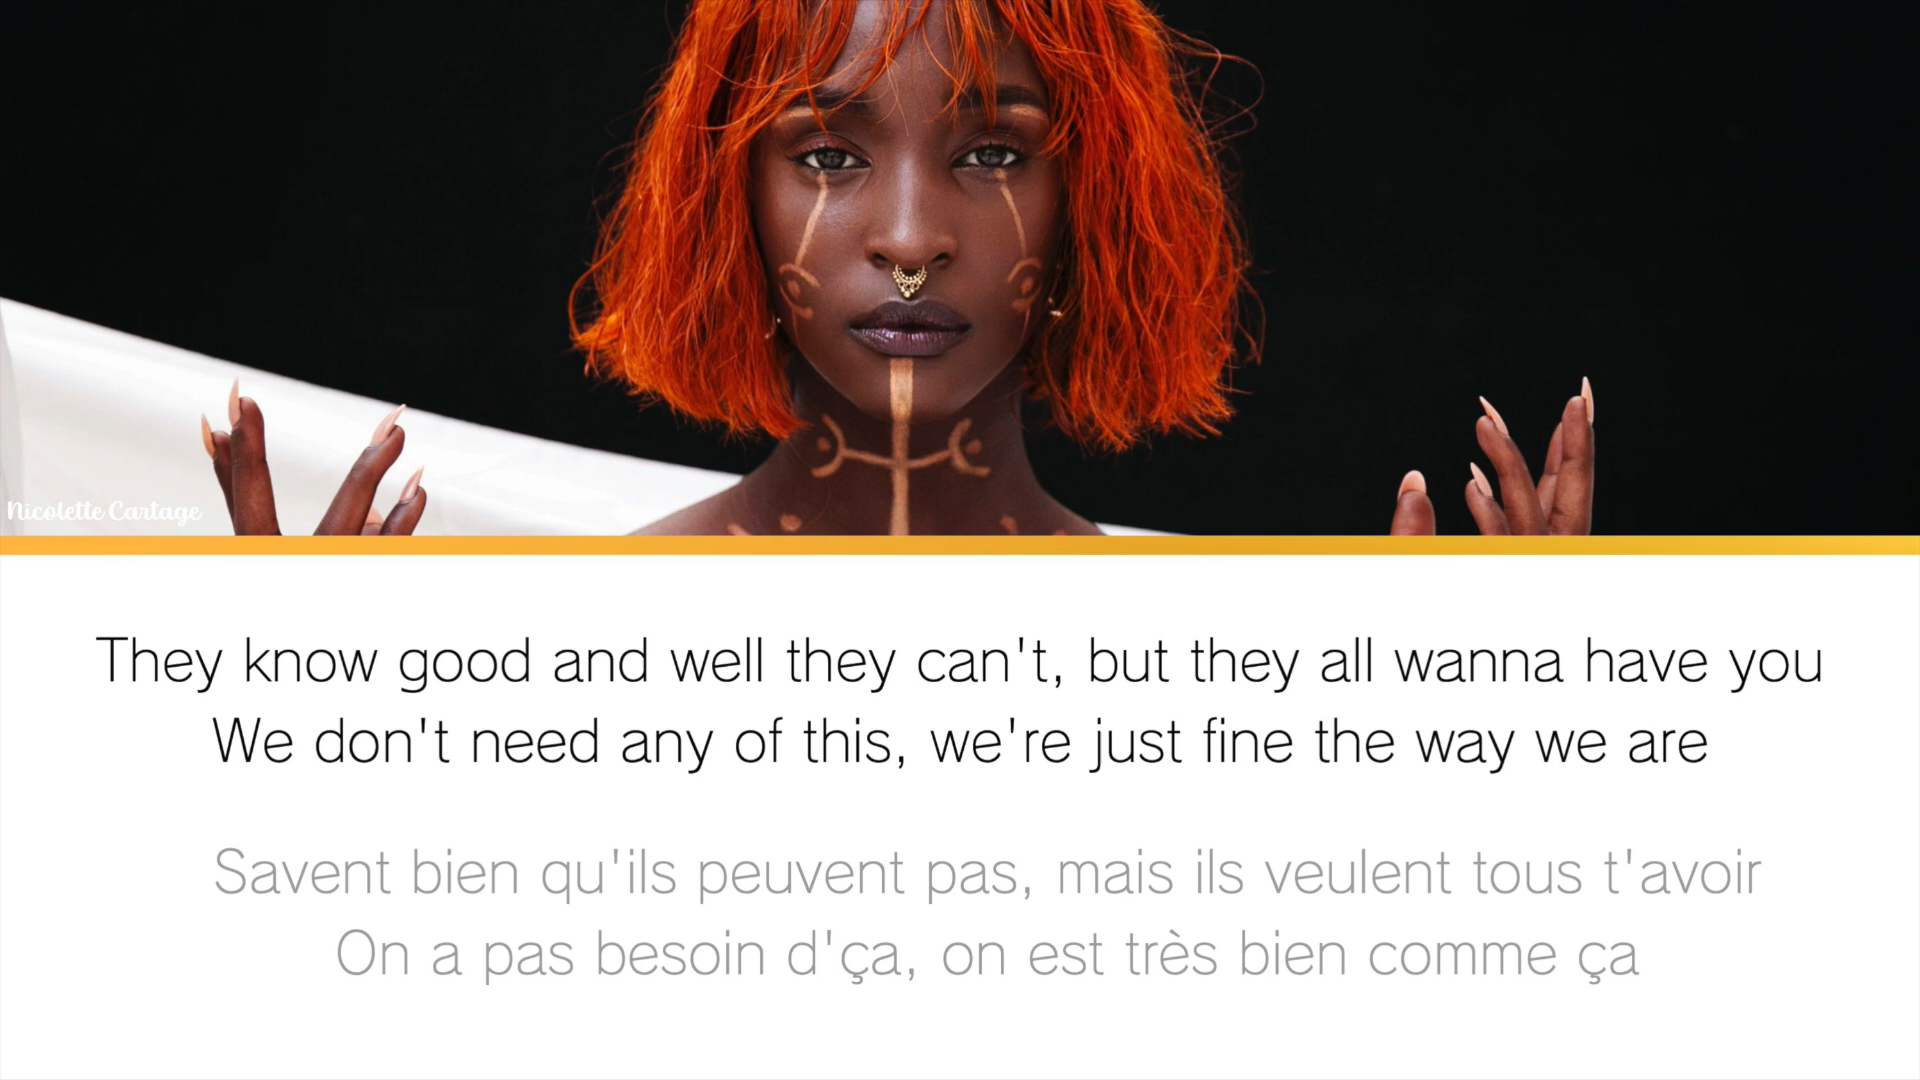 Nicolette Cartage
They know good and well they can't, but they all wanna have you
We don't need any of this, we're just fine the way we are
Savent bien qu'ils peuvent pas, mais ils veulent tous t'avoir
On a pas besoin d'ça, on est très bien comme ça